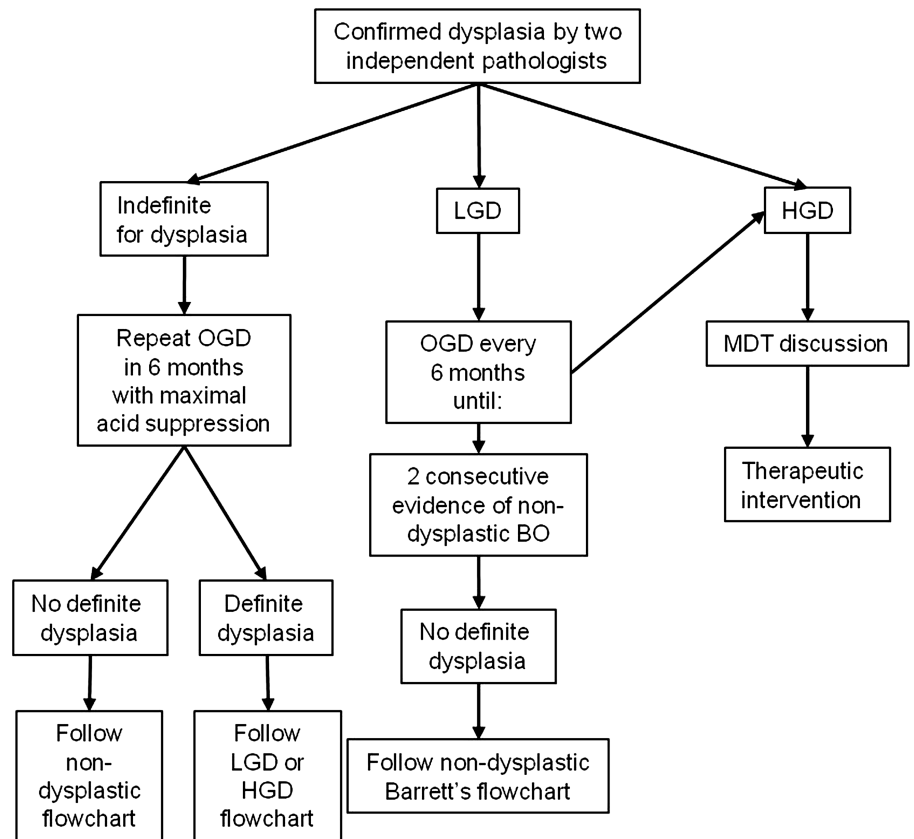 Confirmed dysplasia by two
independent pathologists
Indefinite
for dysplasia
LGD
HGD
Repeat OGD
in 6 months
with maximal
acid suppression
OGD every
6 months
until:
MDT discussion
2 consecutive
evidence of non-
dysplastic BO
Therapeutic
intervention
No definite
dysplasia
Definite
dysplasia
No definite
dysplasia
Follow
non-
dysplastic
flowchart
Follow
LGD or
HGD
flowchart
Follow non-dysplastic
Barrett's flowchart